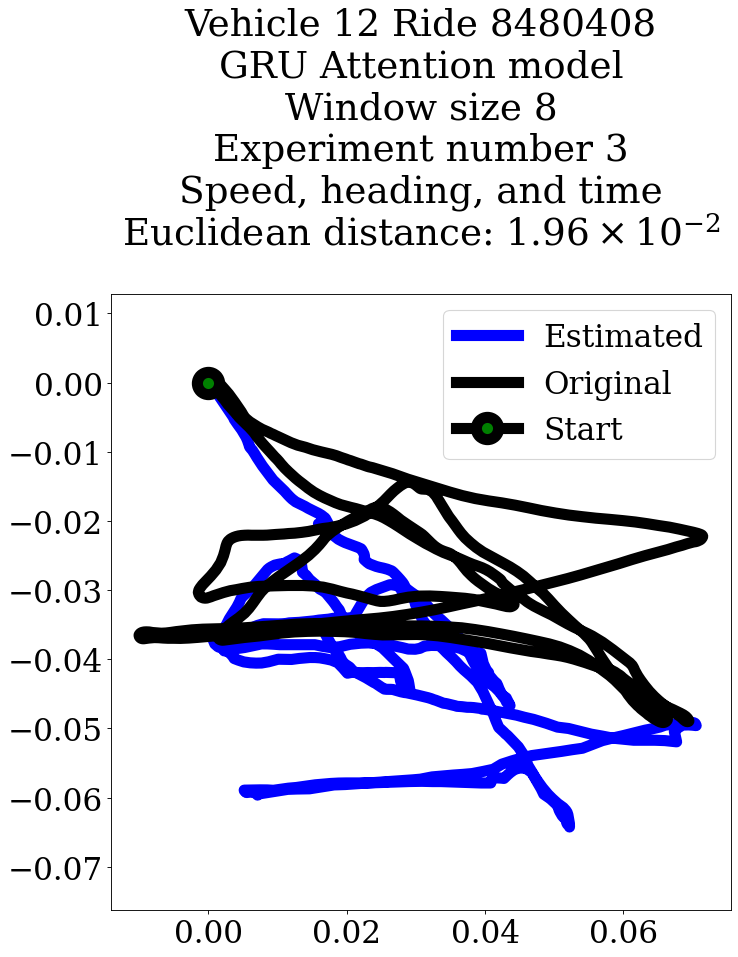 Vehicle 12 Ride 8480408
GRU Attention model
Window size 8
Experiment number 3
Speed, heading, and time
Euclidean distance: 1.96 × 10⁻²
Estimated
Original
Start
0.01
0.00
−0.01
−0.02
−0.03
−0.04
−0.05
−0.06
−0.07
0.00 0.02 0.04 0.06